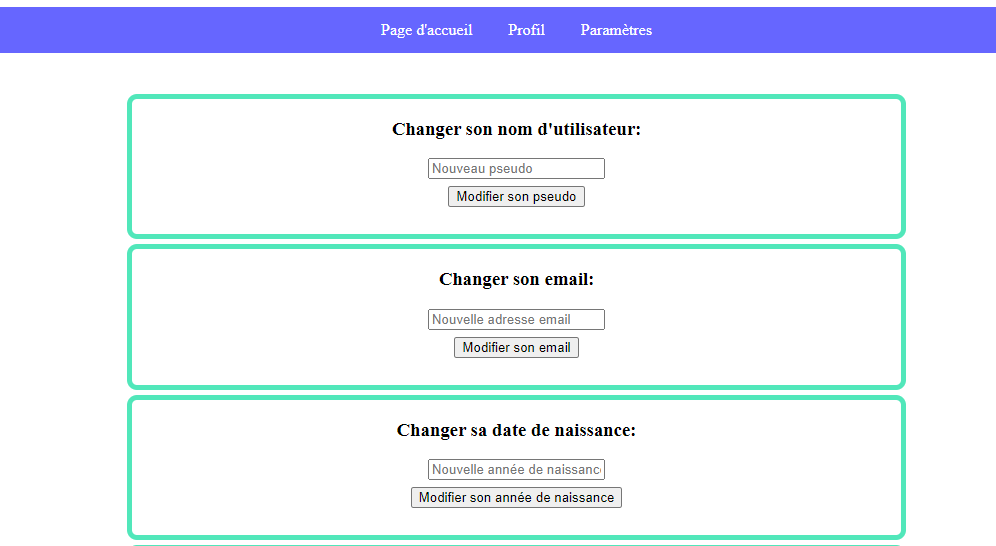 Page d'accueil Profil Paramètres
Changer son nom d'utilisateur:
Nouveau pseudo
Modifier son pseudo
Changer son email:
Nouvelle adresse email
Modifier son email
Changer sa date de naissance:
Nouvelle année de naissanc
Modifier son année de naissance